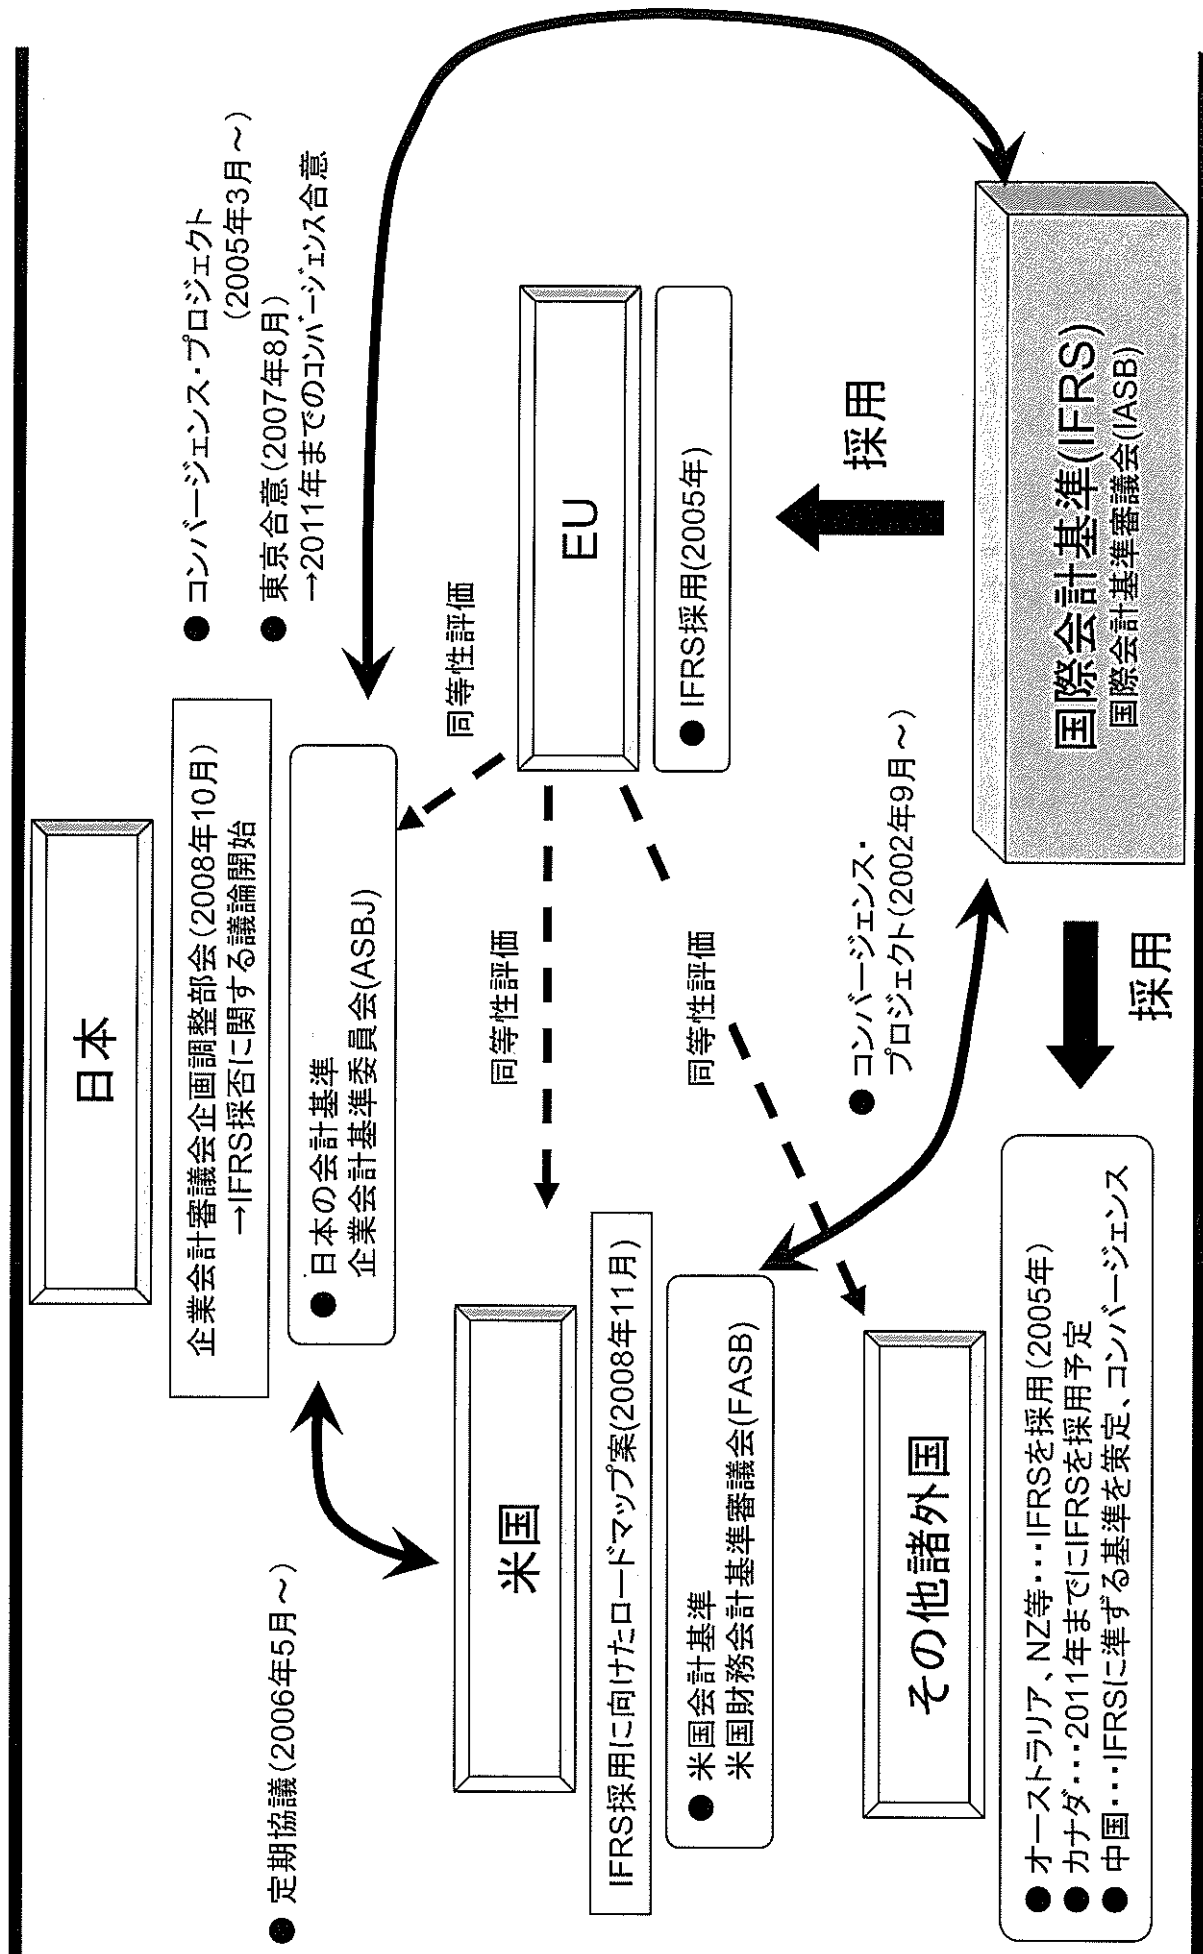 日本
企業会計審議会企画調整部会(2008年10月)
→IFRS採否に関する議論開始
● 日本の会計基準
企業会計基準委員会(ASBJ)
● コンバージェンス・プロジェクト
(2005年3月~)
● 東京合意(2007年8月)
→2011年までのコンバージェンス合意
● 定期協議(2006年5月~)
同等性評価
EU
● IFRS採用(2005年)
同等性評価
米国
IFRS採用に向けたロードマップ案(2008年11月)
● 米国会計基準
米国財務会計基準審議会(FASB)
同等性評価
● コンバージェンス・
プロジェクト(2002年9月~)
採用
その他諸外国
● オーストラリア、NZ等・・・IFRSを採用(2005年)
● カナダ・・・2011年までにIFRSを採用予定
● 中国・・・IFRSに準ずる基準を策定、コンバージェンス
採用
国際会計基準(IFRS)
国際会計基準審議会(IASB)